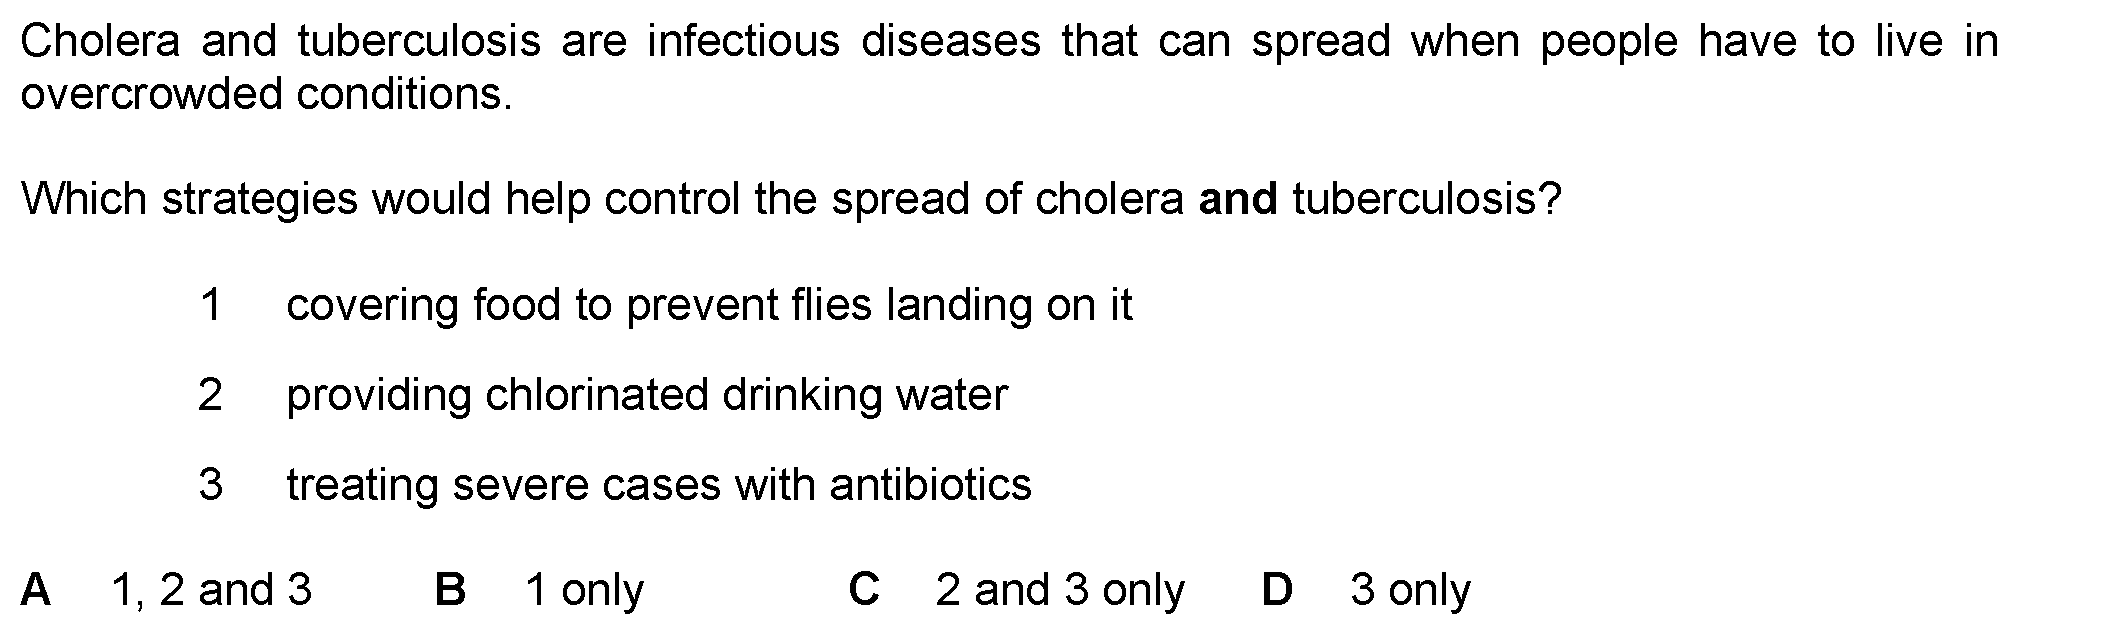 Cholera and tuberculosis are infectious diseases that can spread when people have to live in
overcrowded conditions.
Which strategies would help control the spread of cholera and tuberculosis?
1 covering food to prevent flies landing on it
2 providing chlorinated drinking water
3 treating severe cases with antibiotics
A 1, 2 and 3 B 1 only C 2 and 3 only D 3 only